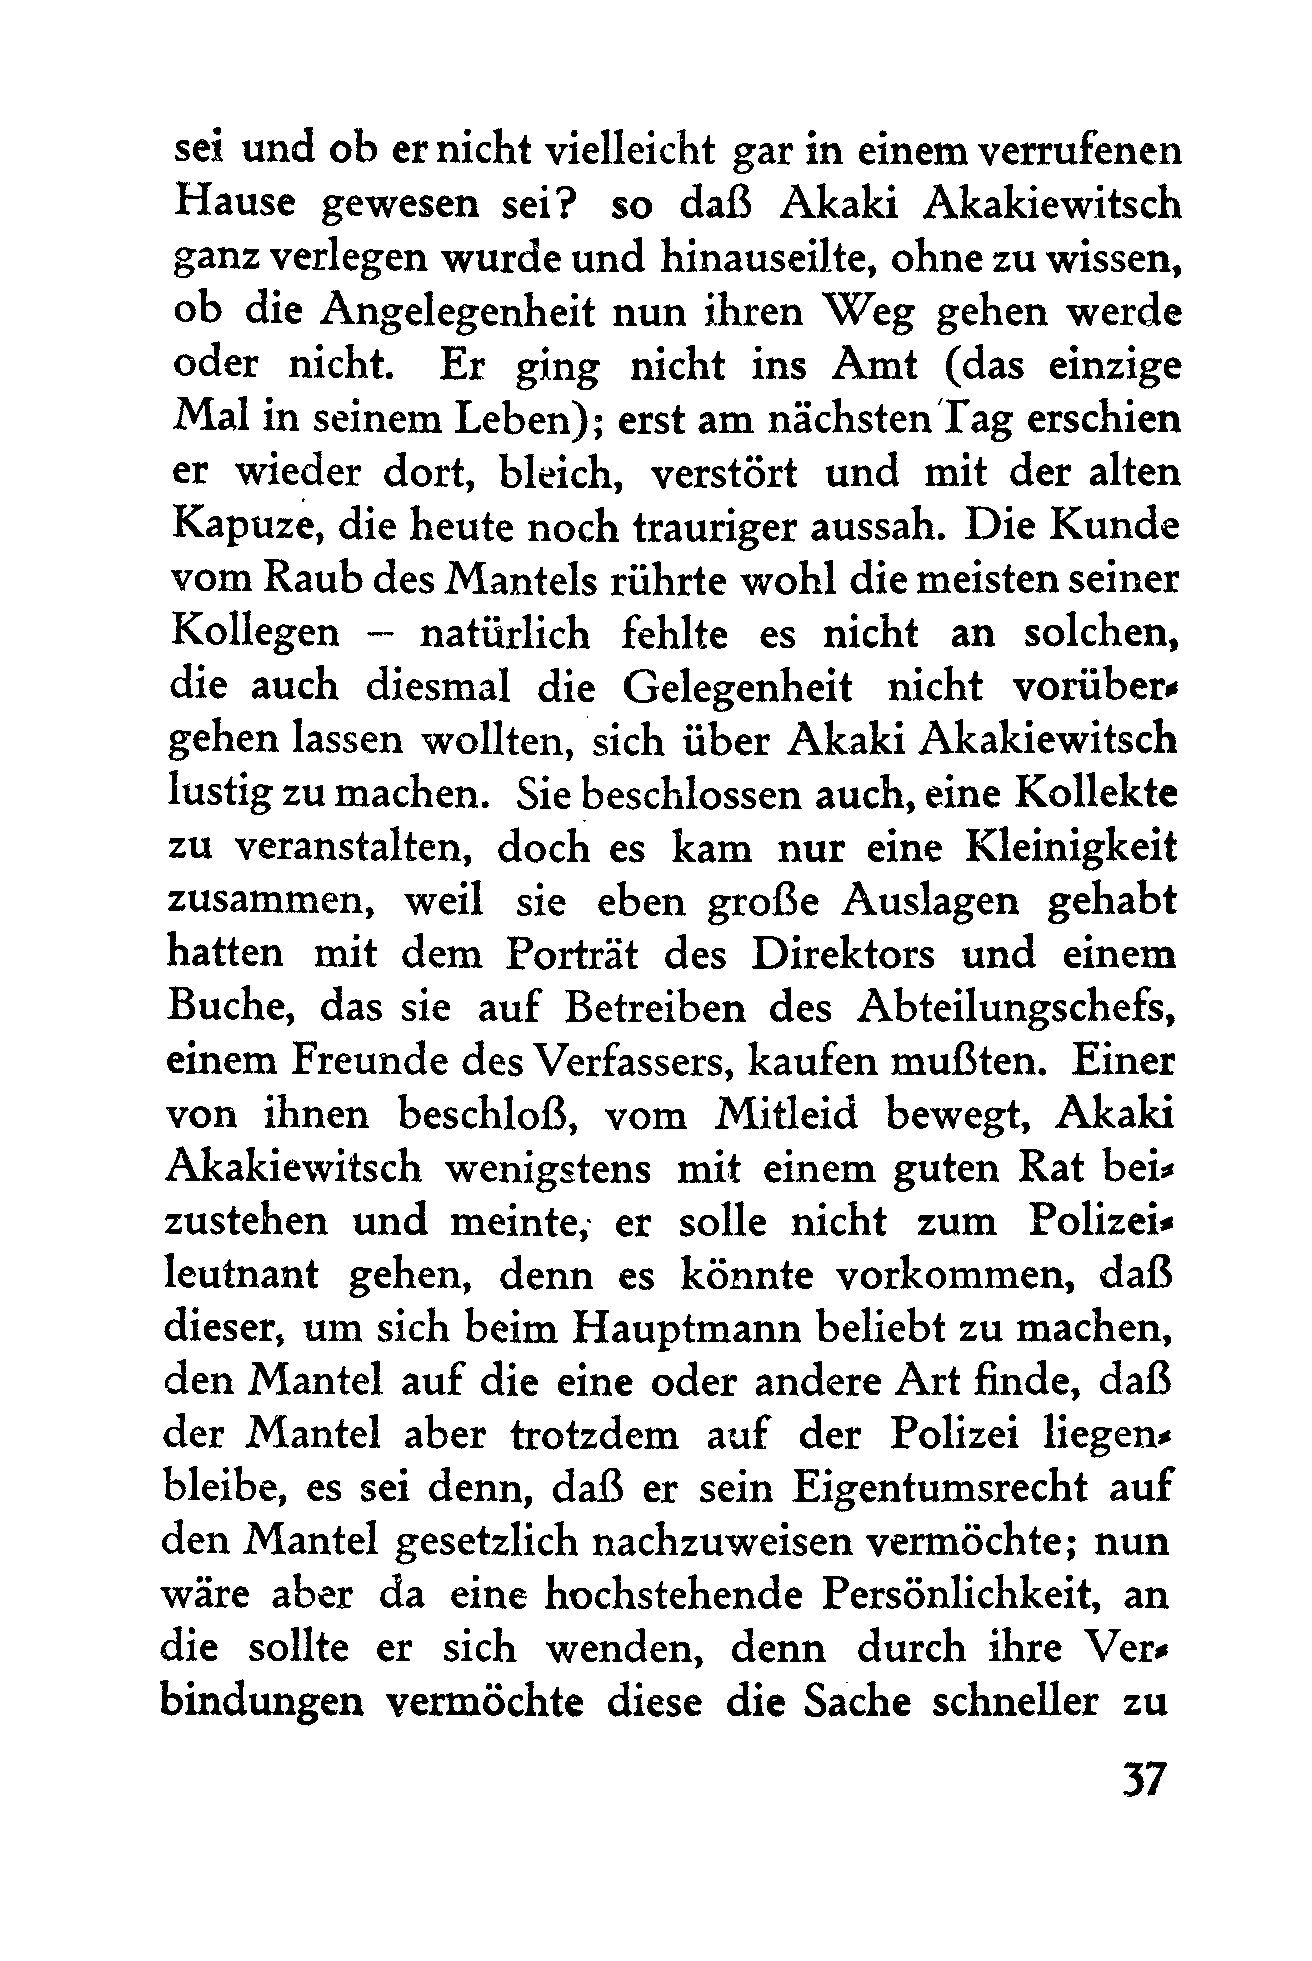 sei und ob er nicht vielleicht gar in einem verrufenen
Hause gewesen sei? so daß Akaki Akakiewitsch
ganz verlegen wurde und hinauseilte, ohne zu wissen,
ob die Angelegenheit nun ihren Weg gehen werde
oder nicht. Er ging nicht ins Amt (das einzige
Mal in seinem Leben); erst am nächsten Tag erschien
er wieder dort, bleich, verstört und mit der alten
Kapuze, die heute noch trauriger aussah. Die Kunde
vom Raub des Mantels rührte wohl die meisten seiner
Kollegen – natürlich fehlte es nicht an solchen,
die auch diesmal die Gelegenheit nicht vorüber-
gehen lassen wollten, sich über Akaki Akakiewitsch
lustig zu machen. Sie beschlossen auch, eine Kollekte
zu veranstalten, doch es kam nur eine Kleinigkeit
zusammen, weil sie eben große Auslagen gehabt
hatten mit dem Porträt des Direktors und einem
Buche, das sie auf Betreiben des Abteilungschefs,
einem Freunde des Verfassers, kaufen mußten. Einer
von ihnen beschloß, vom Mitleid bewegt, Akaki
Akakiewitsch wenigstens mit einem guten Rat bei-
zustehen und meinte, er solle nicht zum Polizei-
leutnant gehen, denn es könnte vorkommen, daß
dieser, um sich beim Hauptmann beliebt zu machen,
den Mantel auf die eine oder andere Art finde, daß
der Mantel aber trotzdem auf der Polizei liegen-
bleibe, es sei denn, daß er sein Eigentumsrecht auf
den Mantel gesetzlich nachzuweisen vermöchte; nun
wäre aber da eine hochstehende Persönlichkeit, an
die sollte er sich wenden, denn durch ihre Ver-
bindungen vermöchte diese die Sache schneller zu
37